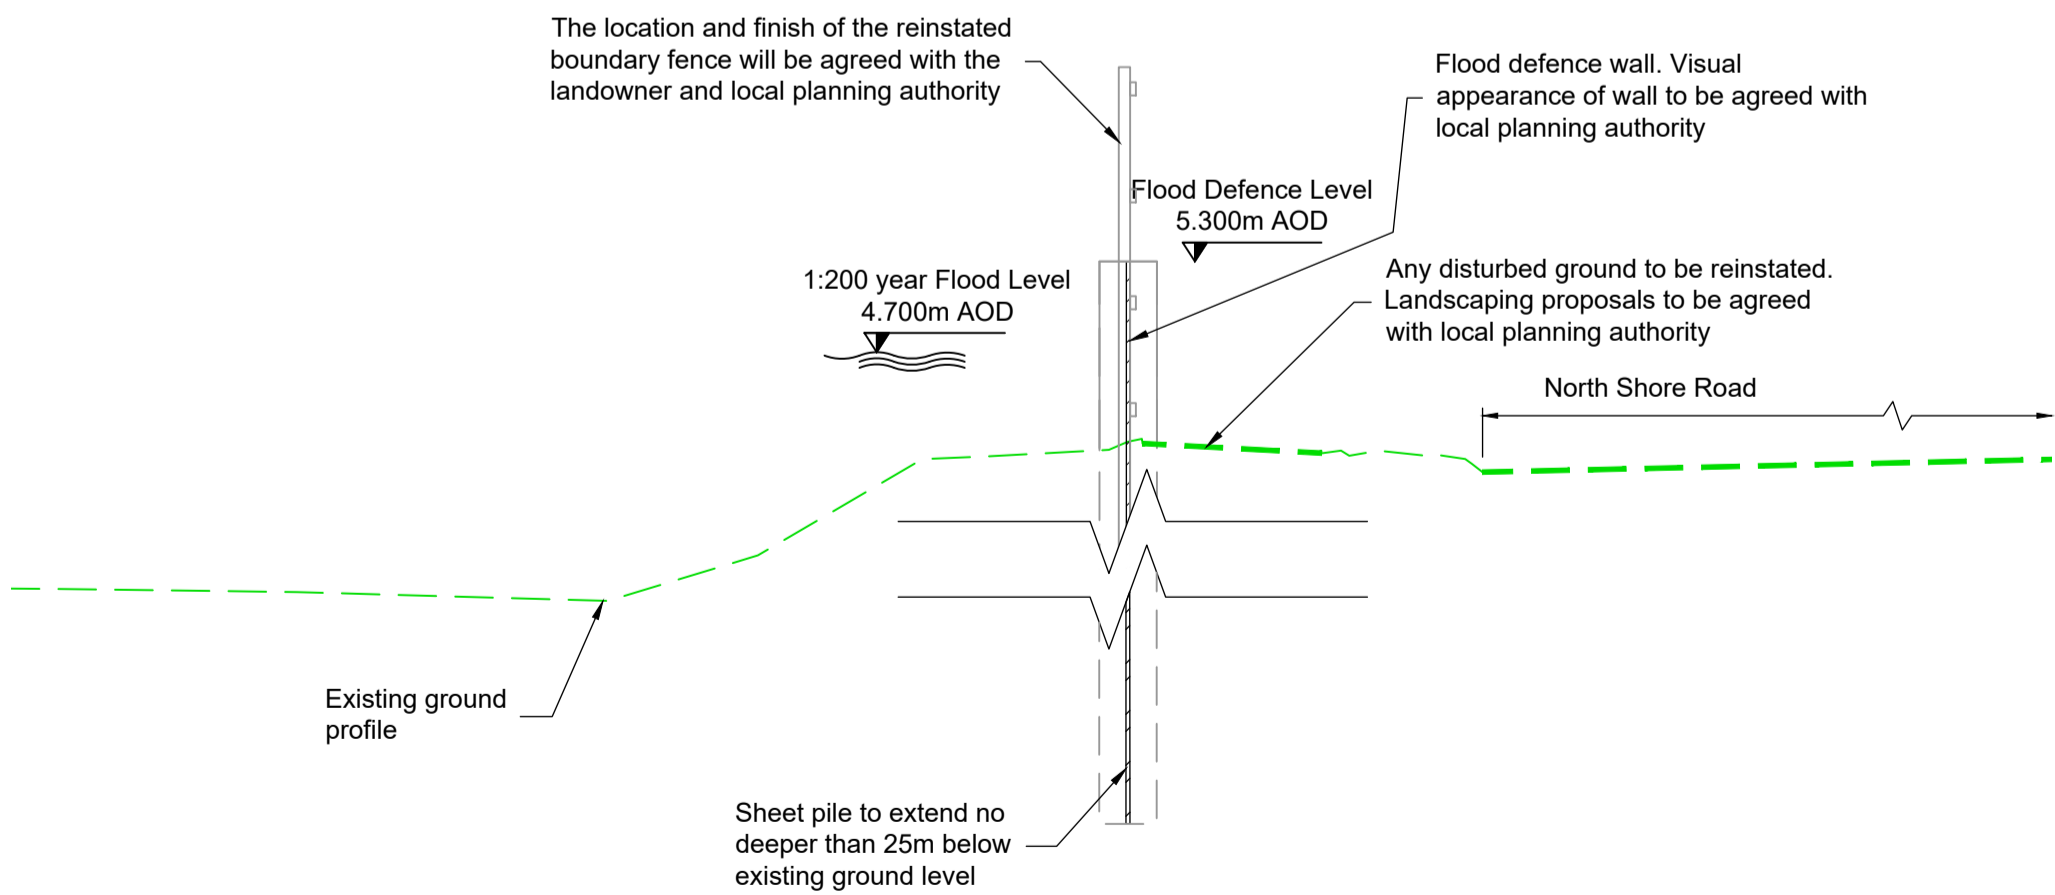 The location and finish of the reinstated
boundary fence will be agreed with the
landowner and local planning authority
Flood defence wall. Visual
appearance of wall to be agreed with
local planning authority
Flood Defence Level
5.300m AOD
1:200 year Flood Level
4.700m AOD
Any disturbed ground to be reinstated.
Landscaping proposals to be agreed
with local planning authority
North Shore Road
Existing ground
profile
Sheet pile to extend no
deeper than 25m below
existing ground level